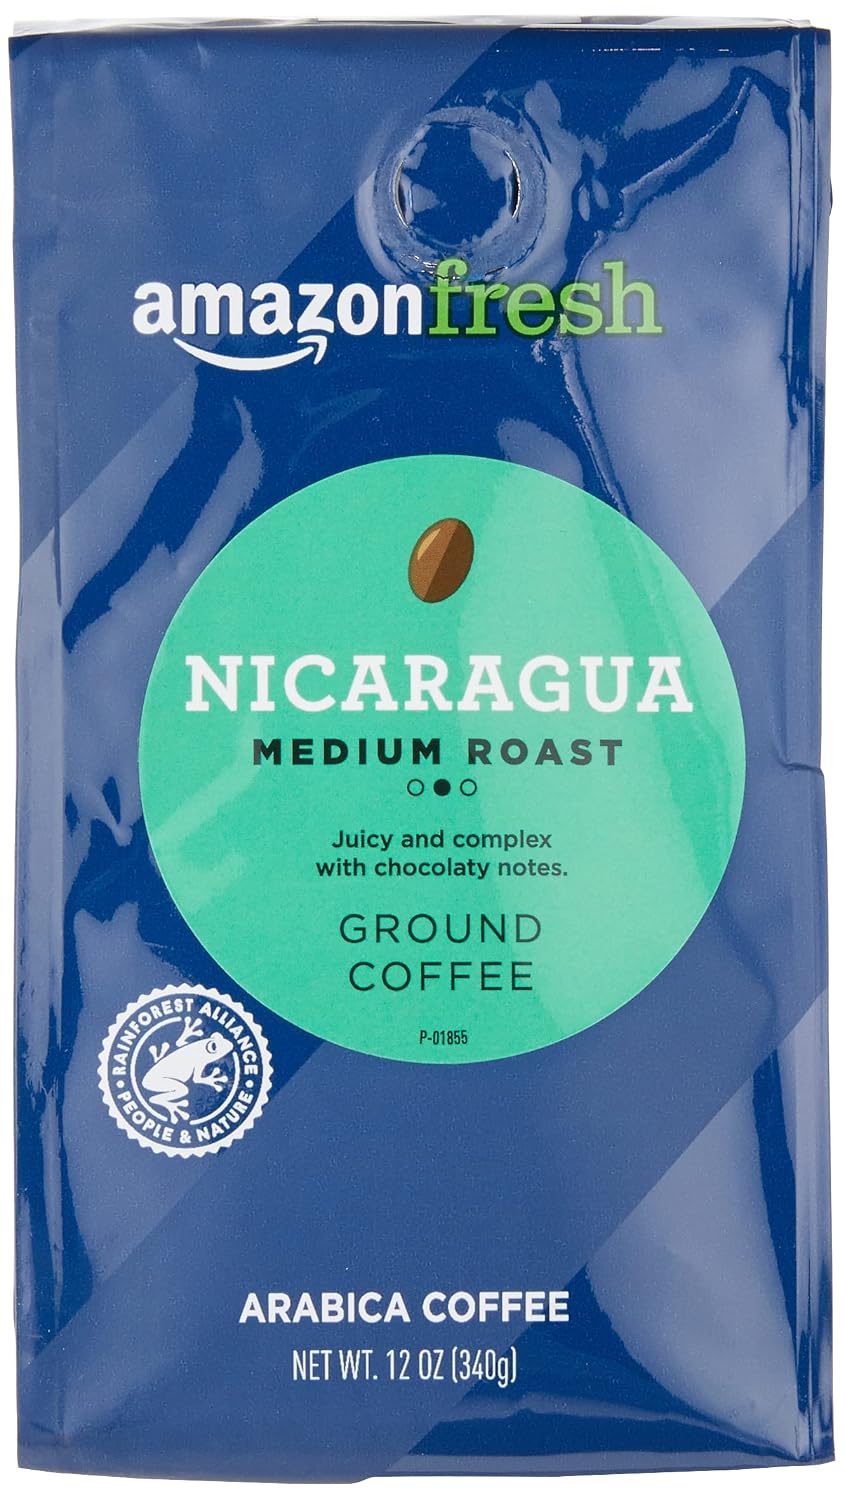 amazonfresh
NICARAGUA
MEDIUM ROAST
Juicy and complex
with chocolaty notes.
GROUND
COFFEE
P-01855
RAINFOREST ALLIANCE
PEOPLE & NATURE
ARABICA COFFEE
NET WT. 12 OZ (340g)